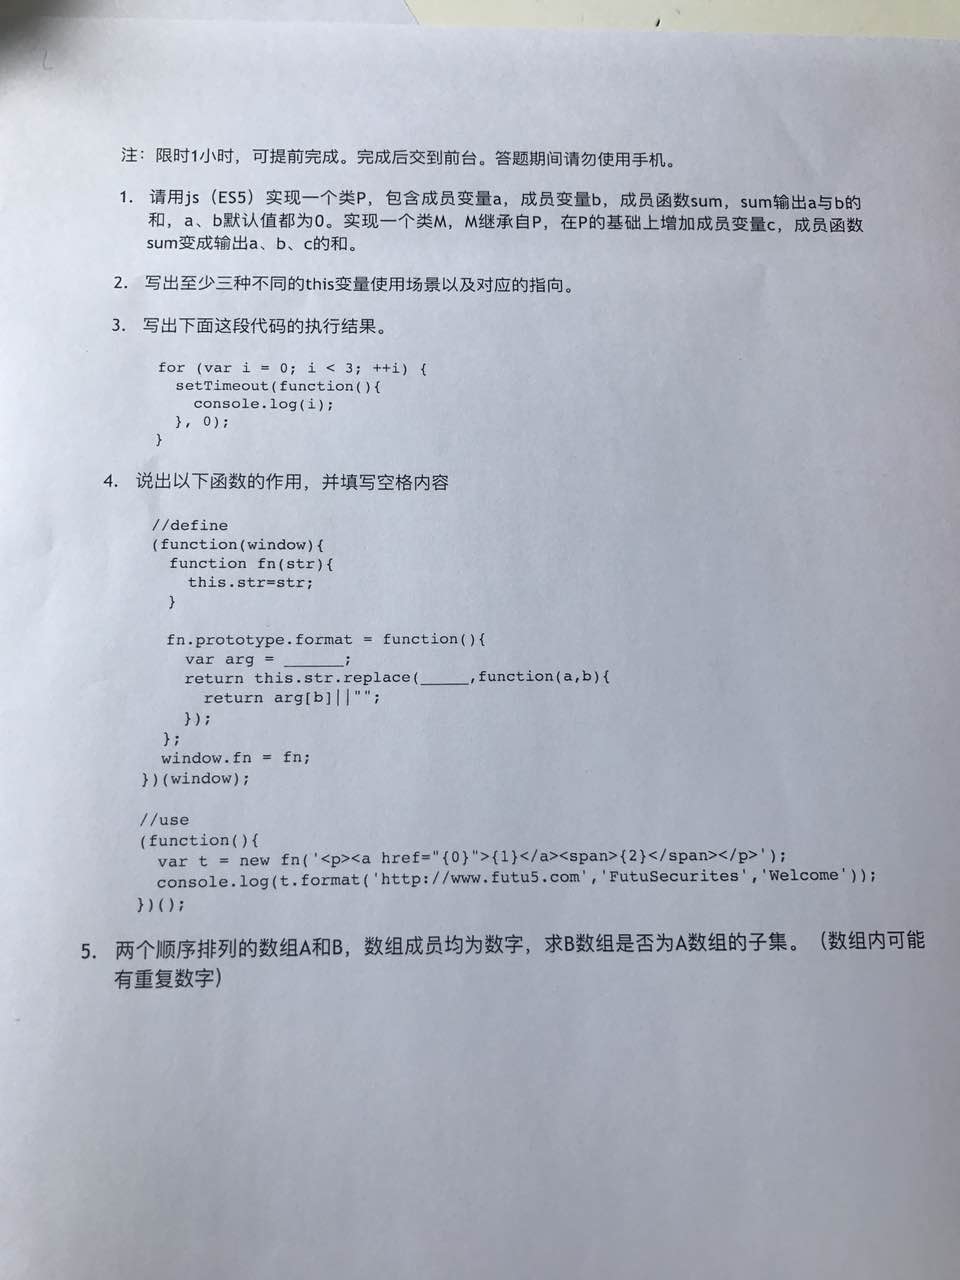 注：限时1小时，可提前完成。完成后交到前台。答题期间请勿使用手机。
1. 请用js（ES5）实现一个类P，包含成员变量a，成员变量b，成员函数sum，sum输出a与b的
和，a、b默认值都为0。实现一个类M，M继承自P，在P的基础上增加成员变量c，成员函数
sum变成输出a、b、c的和。
2. 写出至少三种不同的this变量使用场景以及对应的指向。
3. 写出下面这段代码的执行结果。
for (var i = 0; i < 3; ++i) {
setTimeout(function(){
console.log(i);
}, 0);
}
4. 说出以下函数的作用，并填写空格内容
//define
(function(window){
function fn(str){
this.str=str;
}
fn.prototype.format = function(){
var arg = ______;
return this.str.replace(_____,function(a,b){
return arg[b]||"";
});
};
window.fn = fn;
})(window);
//use
(function(){
var t = new fn('<p><a href="{0}">{1}</a><span>{2}</span></p>');
console.log(t.format('http://www.futu5.com','FutuSecurites','Welcome'));
})();
5. 两个顺序排列的数组A和B，数组成员均为数字，求B数组是否为A数组的子集。（数组内可能
有重复数字）